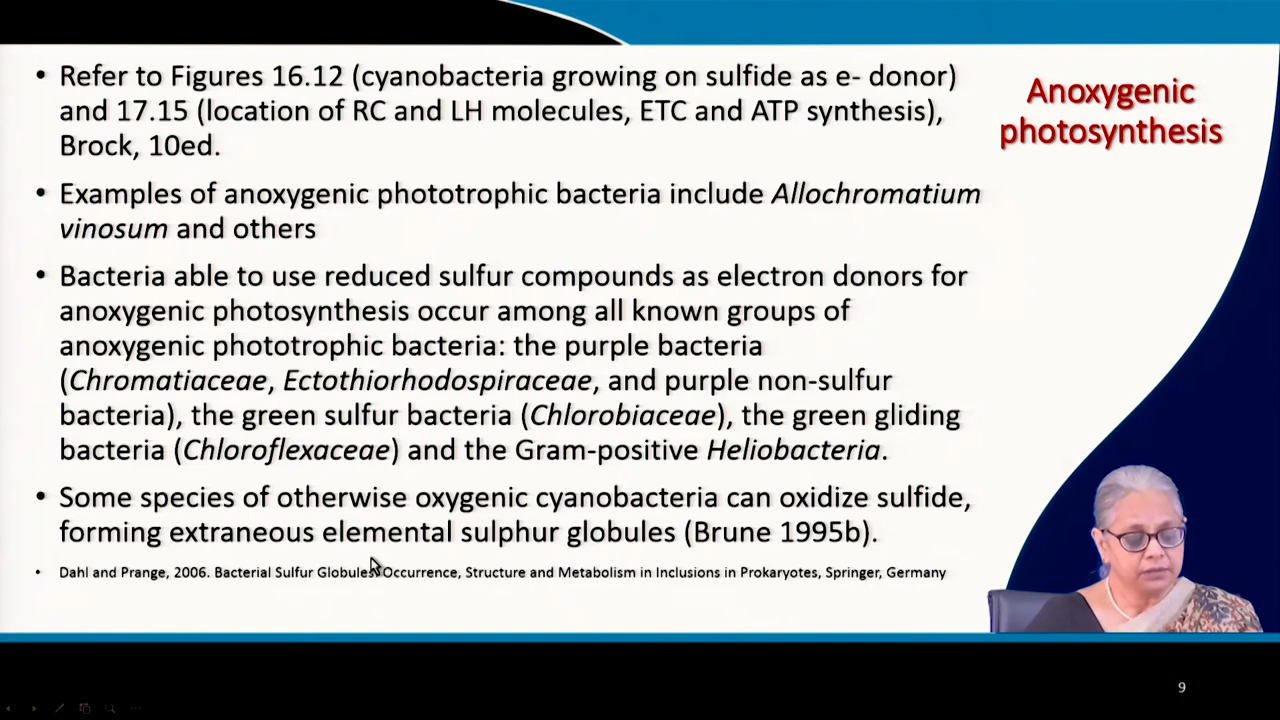 • Refer to Figures 16.12 (cyanobacteria growing on sulfide as e- donor)
and 17.15 (location of RC and LH molecules, ETC and ATP synthesis),
Brock, 10ed.
• Examples of anoxygenic phototrophic bacteria include Allochromatium
vinosum and others
• Bacteria able to use reduced sulfur compounds as electron donors for
anoxygenic photosynthesis occur among all known groups of
anoxygenic phototrophic bacteria: the purple bacteria
(Chromatiaceae, Ectothiorhodospiraceae, and purple non-sulfur
bacteria), the green sulfur bacteria (Chlorobiaceae), the green gliding
bacteria (Chloroflexaceae) and the Gram-positive Heliobacteria.
• Some species of otherwise oxygenic cyanobacteria can oxidize sulfide,
forming extraneous elemental sulphur globules (Brune 1995b).
• Dahl and Prange, 2006. Bacterial Sulfur Globules: Occurrence, Structure and Metabolism in Inclusions in Prokaryotes, Springer, Germany
Anoxygenic
photosynthesis
9